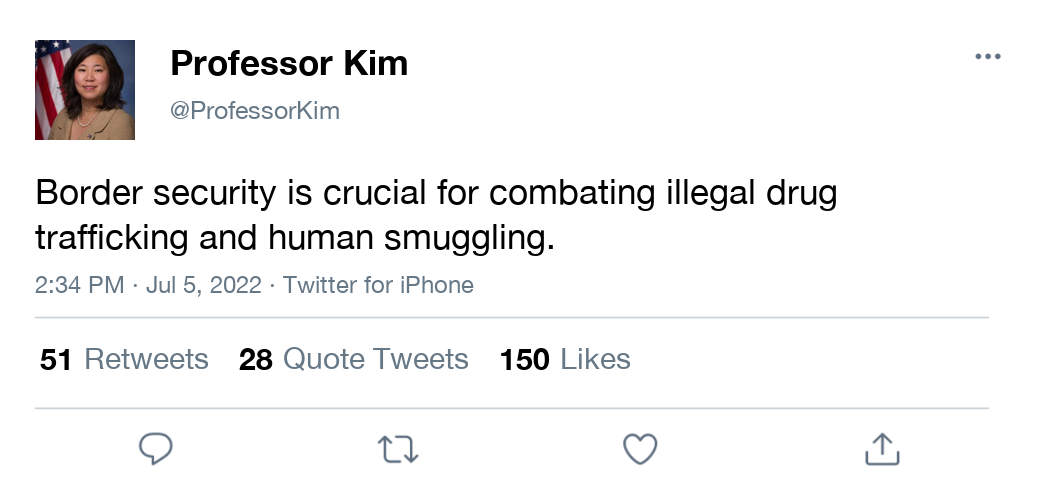 Professor Kim
@ProfessorKim
Border security is crucial for combating illegal drug
trafficking and human smuggling.
2:34 PM · Jul 5, 2022 · Twitter for iPhone
51 Retweets 28 Quote Tweets 150 Likes